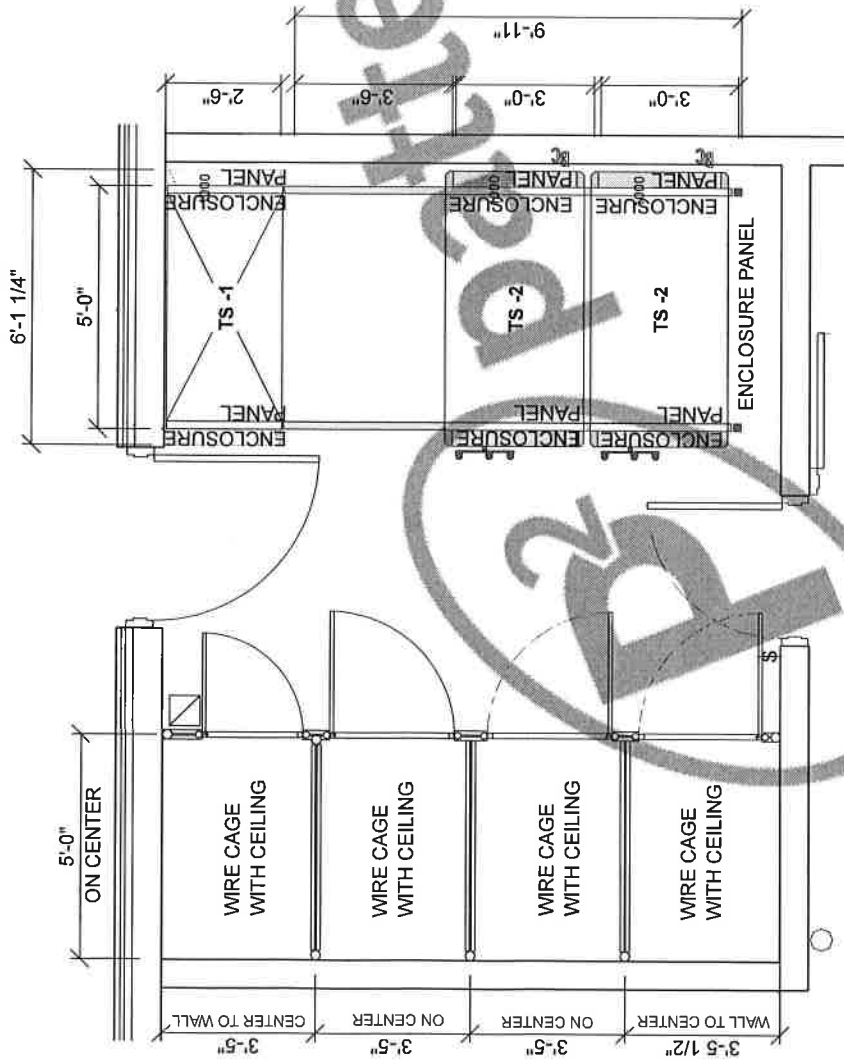 6'-1 1/4"
5'-0"
5'-0"
ON CENTER
2'-6"
3'-6"
3'-0"
3'-0"
9'-11"
ENCLOSURE
PANEL
ENCLOSURE
PANEL
TS -1
ENCLOSURE
PANEL
ENCLOSURE
PANEL
TS -2
BC
ENCLOSURE
PANEL
ENCLOSURE
PANEL
TS -2
BC
ENCLOSURE PANEL
WIRE CAGE
WITH CEILING
WIRE CAGE
WITH CEILING
WIRE CAGE
WITH CEILING
WIRE CAGE
WITH CEILING
S
3'-5"
CENTER TO WALL
3'-5"
ON CENTER
3'-5"
ON CENTER
3'-5 1/2"
WALL TO CENTER
P2
patte